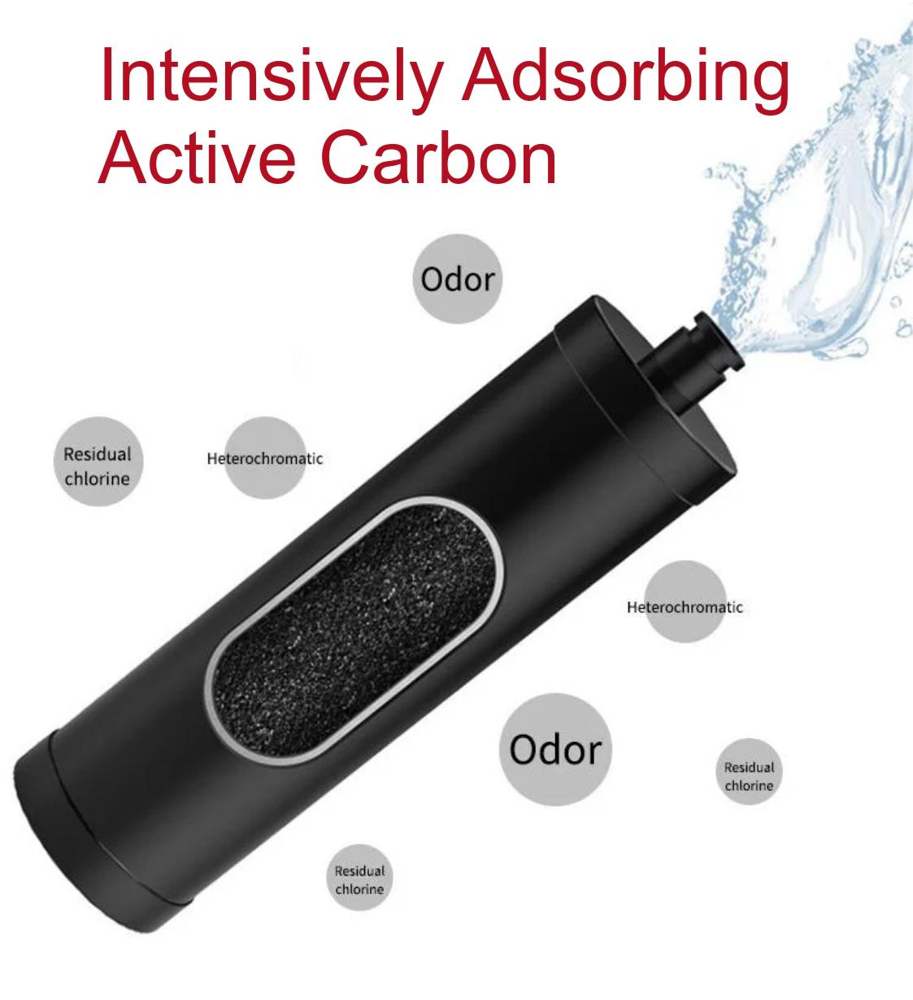 Intensively Adsorbing
Active Carbon
Odor
Residual
chlorine
Heterochromatic
Heterochromatic
Odor
Residual
chlorine
Residual
chlorine